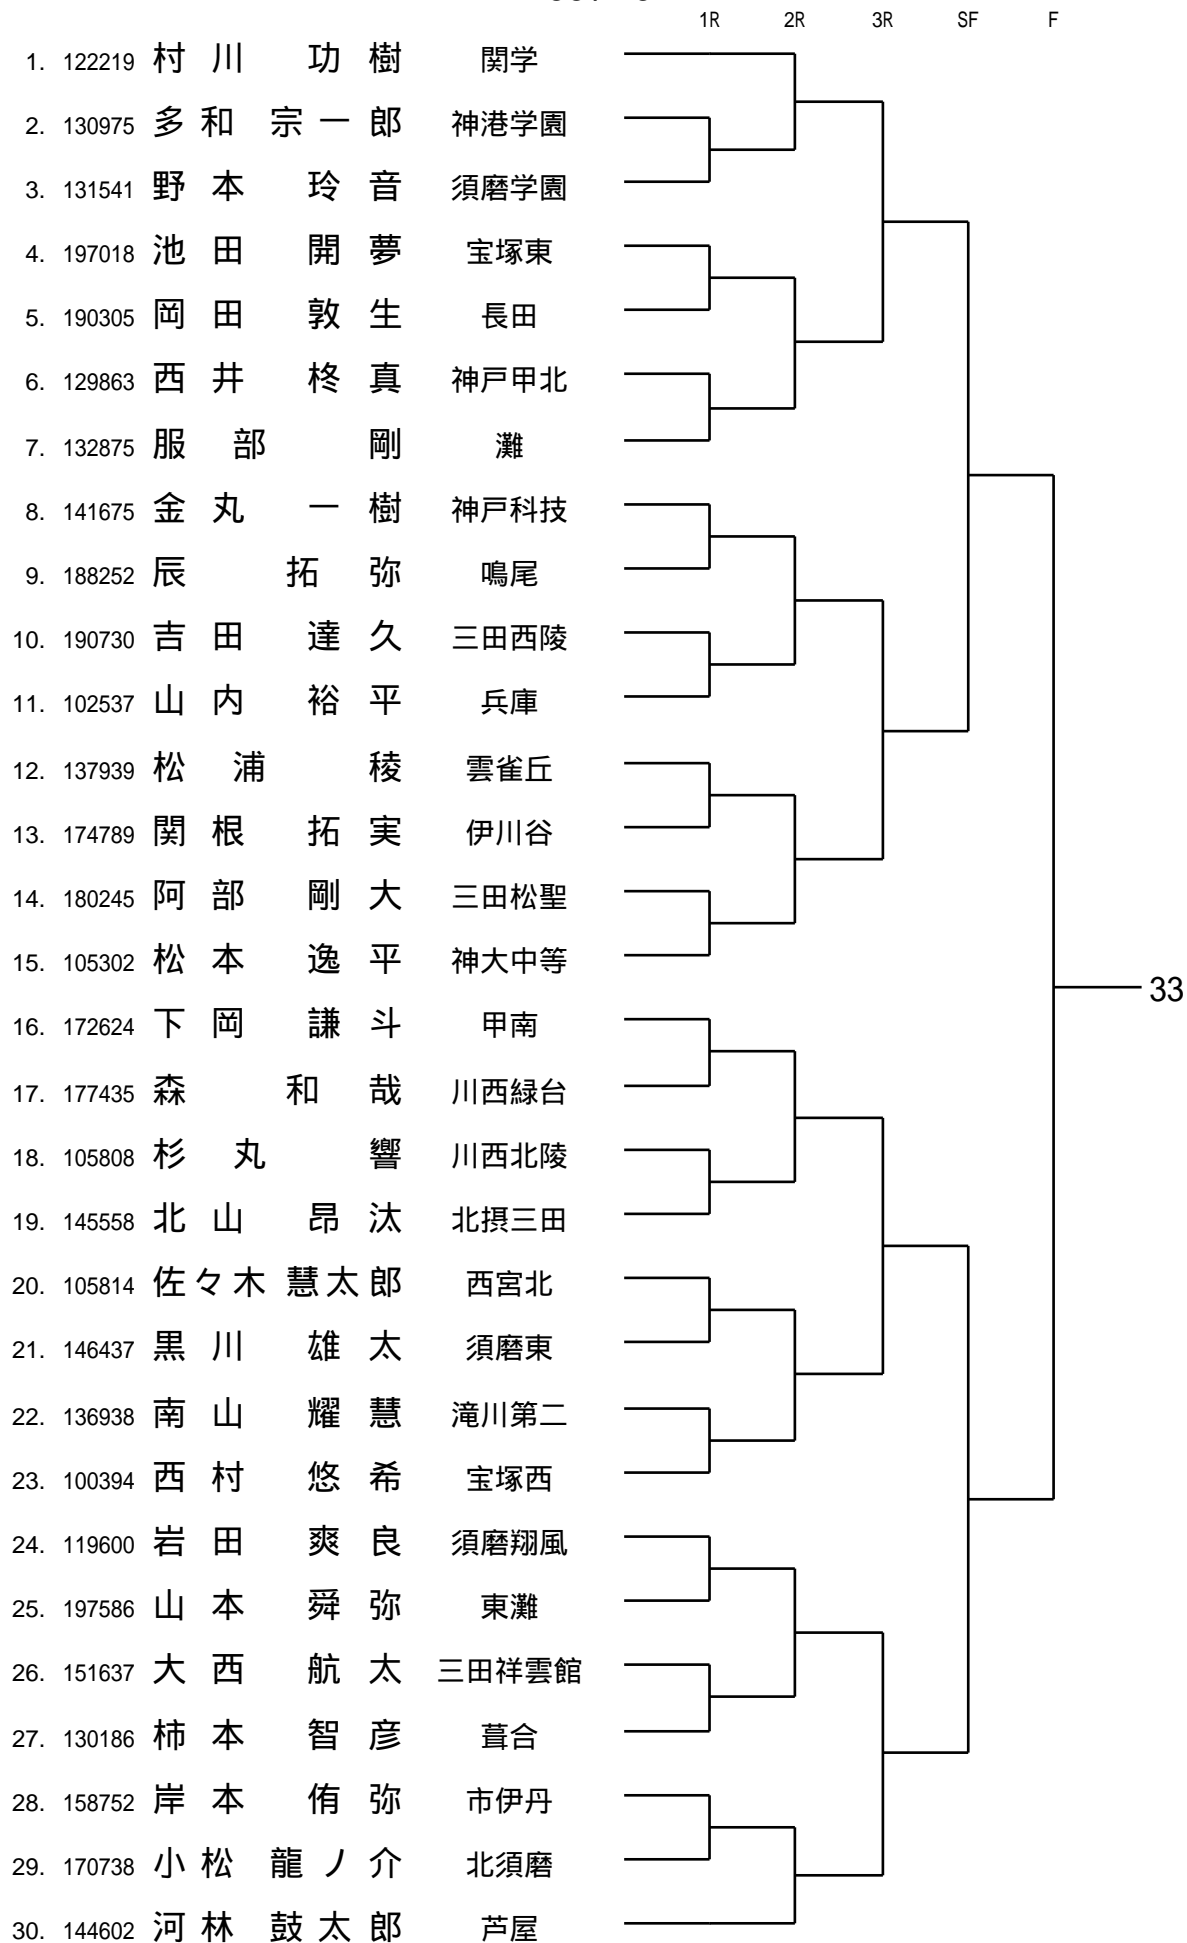 1R 2R 3R SF F
1. 122219 村川 功樹 関学
2. 130975 多和 宗一郎 神港学園
3. 131541 野本 玲音 須磨学園
4. 197018 池田 開夢 宝塚東
5. 190305 岡田 敦生 長田
6. 129863 西井 柊真 神戸甲北
7. 132875 服部 剛 灘
8. 141675 金丸 一樹 神戸科技
9. 188252 辰 拓弥 鳴尾
10. 190730 吉田 達久 三田西陵
11. 102537 山内 裕平 兵庫
12. 137939 松浦 稜 雲雀丘
13. 174789 関根 拓実 伊川谷
14. 180245 阿部 剛大 三田松聖
15. 105302 松本 逸平 神大中等
33
16. 172624 下岡 謙斗 甲南
17. 177435 森 和哉 川西緑台
18. 105808 杉丸 響 川西北陵
19. 145558 北山 昂汰 北摂三田
20. 105814 佐々木 慧太郎 西宮北
21. 146437 黒川 雄太 須磨東
22. 136938 南山 耀慧 滝川第二
23. 100394 西村 悠希 宝塚西
24. 119600 岩田 爽良 須磨翔風
25. 197586 山本 舜弥 東灘
26. 151637 大西 航太 三田祥雲館
27. 130186 柿本 智彦 葺合
28. 158752 岸本 侑弥 市伊丹
29. 170738 小松 龍ノ介 北須磨
30. 144602 河林 鼓太郎 芦屋